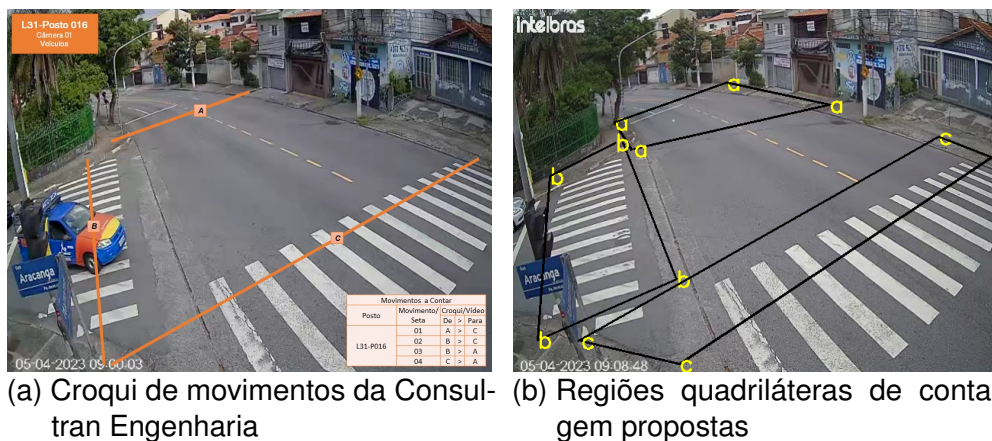 L31-Posto 016
Câmera 01
Veículos
A
B
C
Aracanga
Movimentos a Contar
Posto
Movimento/
Seta
Croqui/Vídeo
De > Para
L31-P016
01 A > C
02 B > C
03 B > A
04 C > A
05-04-2023 09:00:03
intelbras
a
a
a
b
a
b
c
b
b
c
c
Aracanga
05-04-2023 09-08-48
(a) Croqui de movimentos da Consul-
tran Engenharia
(b) Regiões quadriláteras de conta
gem propostas